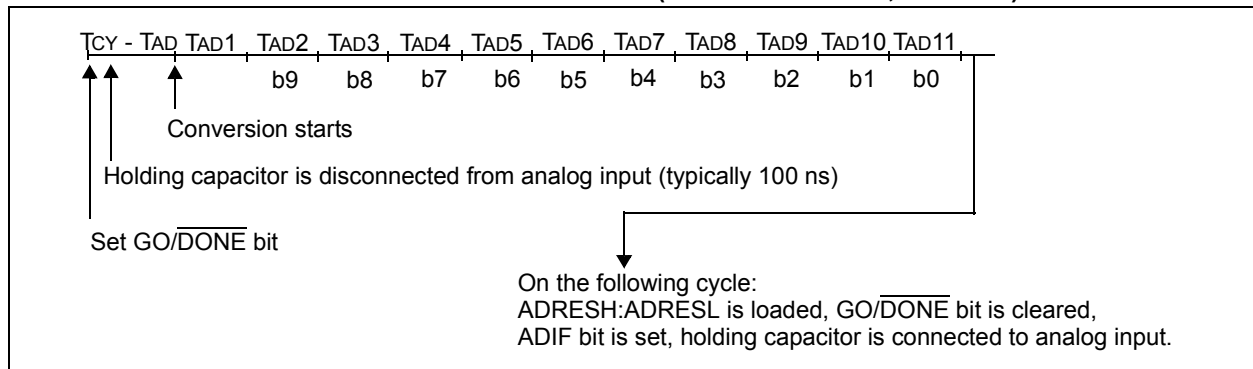 TCY - TAD TAD1 TAD2 TAD3 TAD4 TAD5 TAD6 TAD7 TAD8 TAD9 TAD10 TAD11
b9 b8 b7 b6 b5 b4 b3 b2 b1 b0
Conversion starts
Holding capacitor is disconnected from analog input (typically 100 ns)
Set GO/DONE bit
On the following cycle:
ADRESH:ADRESL is loaded, GO/DONE bit is cleared,
ADIF bit is set, holding capacitor is connected to analog input.